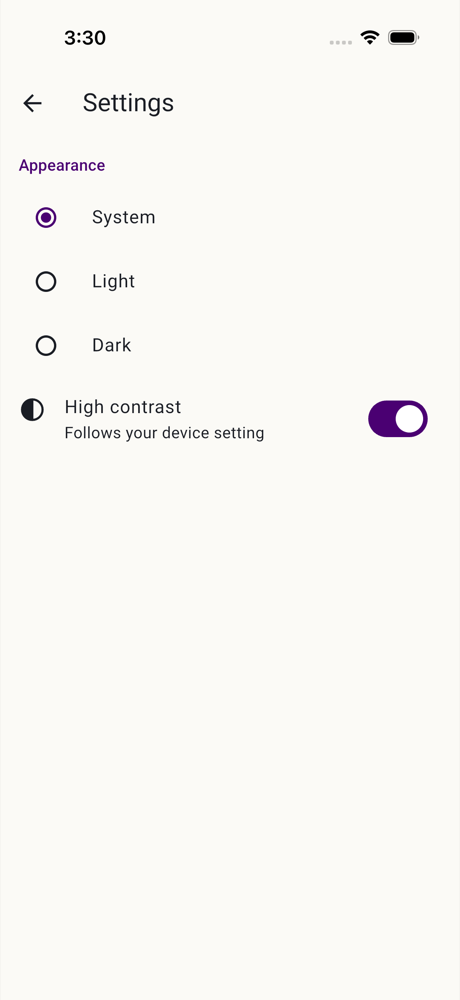 3:30
Settings
Appearance
System
Light
Dark
High contrast
Follows your device setting